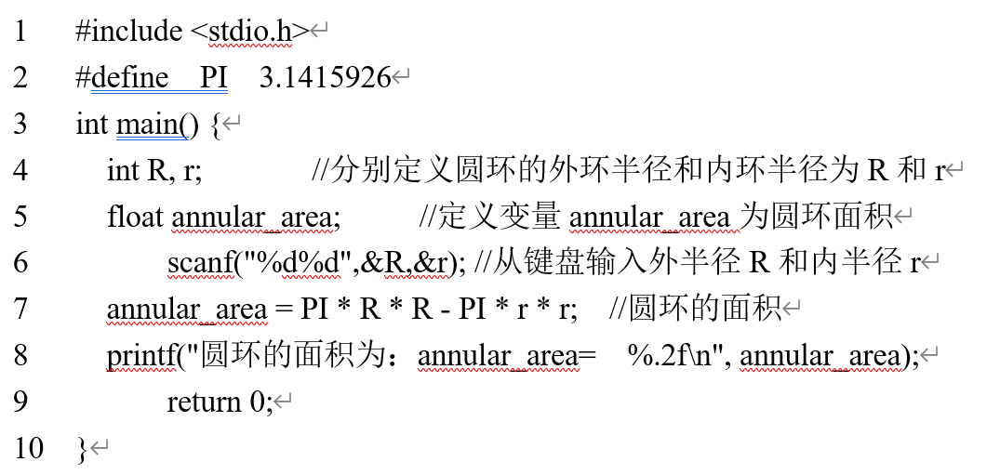 1 #include <stdio.h>↵
2 #define PI 3.1415926↵
3 int main() {↵
4 int R, r; //分别定义圆环的外环半径和内环半径为 R 和 r↵
5 float annular_area; //定义变量 annular_area 为圆环面积↵
6 scanf("%d%d",&R,&r); //从键盘输入外半径 R 和内半径 r↵
7 annular_area = PI * R * R - PI * r * r; //圆环的面积↵
8 printf("圆环的面积为：annular_area= %.2f\n", annular_area);↵
9 return 0;↵
10 }↵